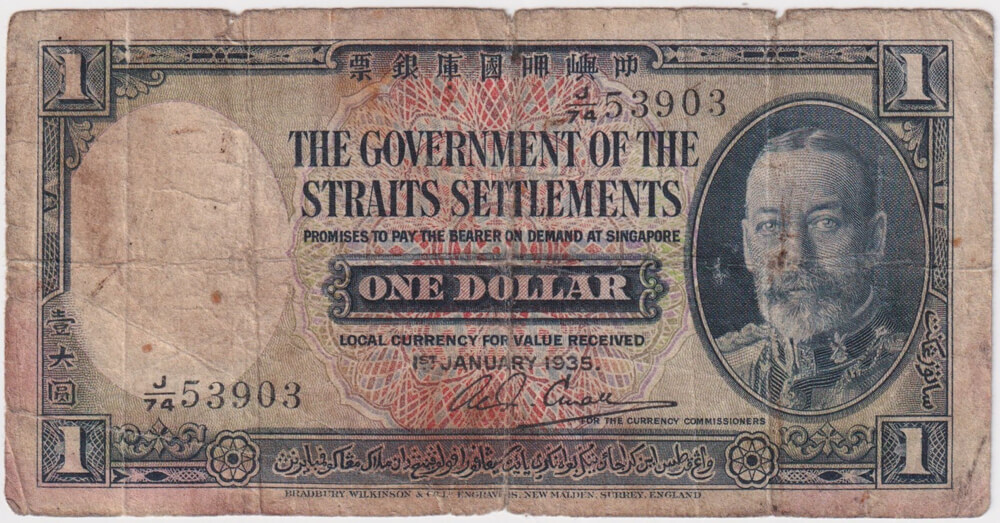 1
1
票銀庫國㕷嶼叻
J/74 53903
THE GOVERNMENT OF THE
STRAITS SETTLEMENTS
PROMISES TO PAY THE BEARER ON DEMAND AT SINGAPORE
ONE DOLLAR
LOCAL CURRENCY FOR VALUE RECEIVED
1ST JANUARY 1935.
壹大圓
J/74 53903
FOR THE CURRENCY COMMISSIONERS
1
1
BRADBURY WILKINSON & Co. Ld. ENGRAVERS, NEW MALDEN, SURREY, ENGLAND.